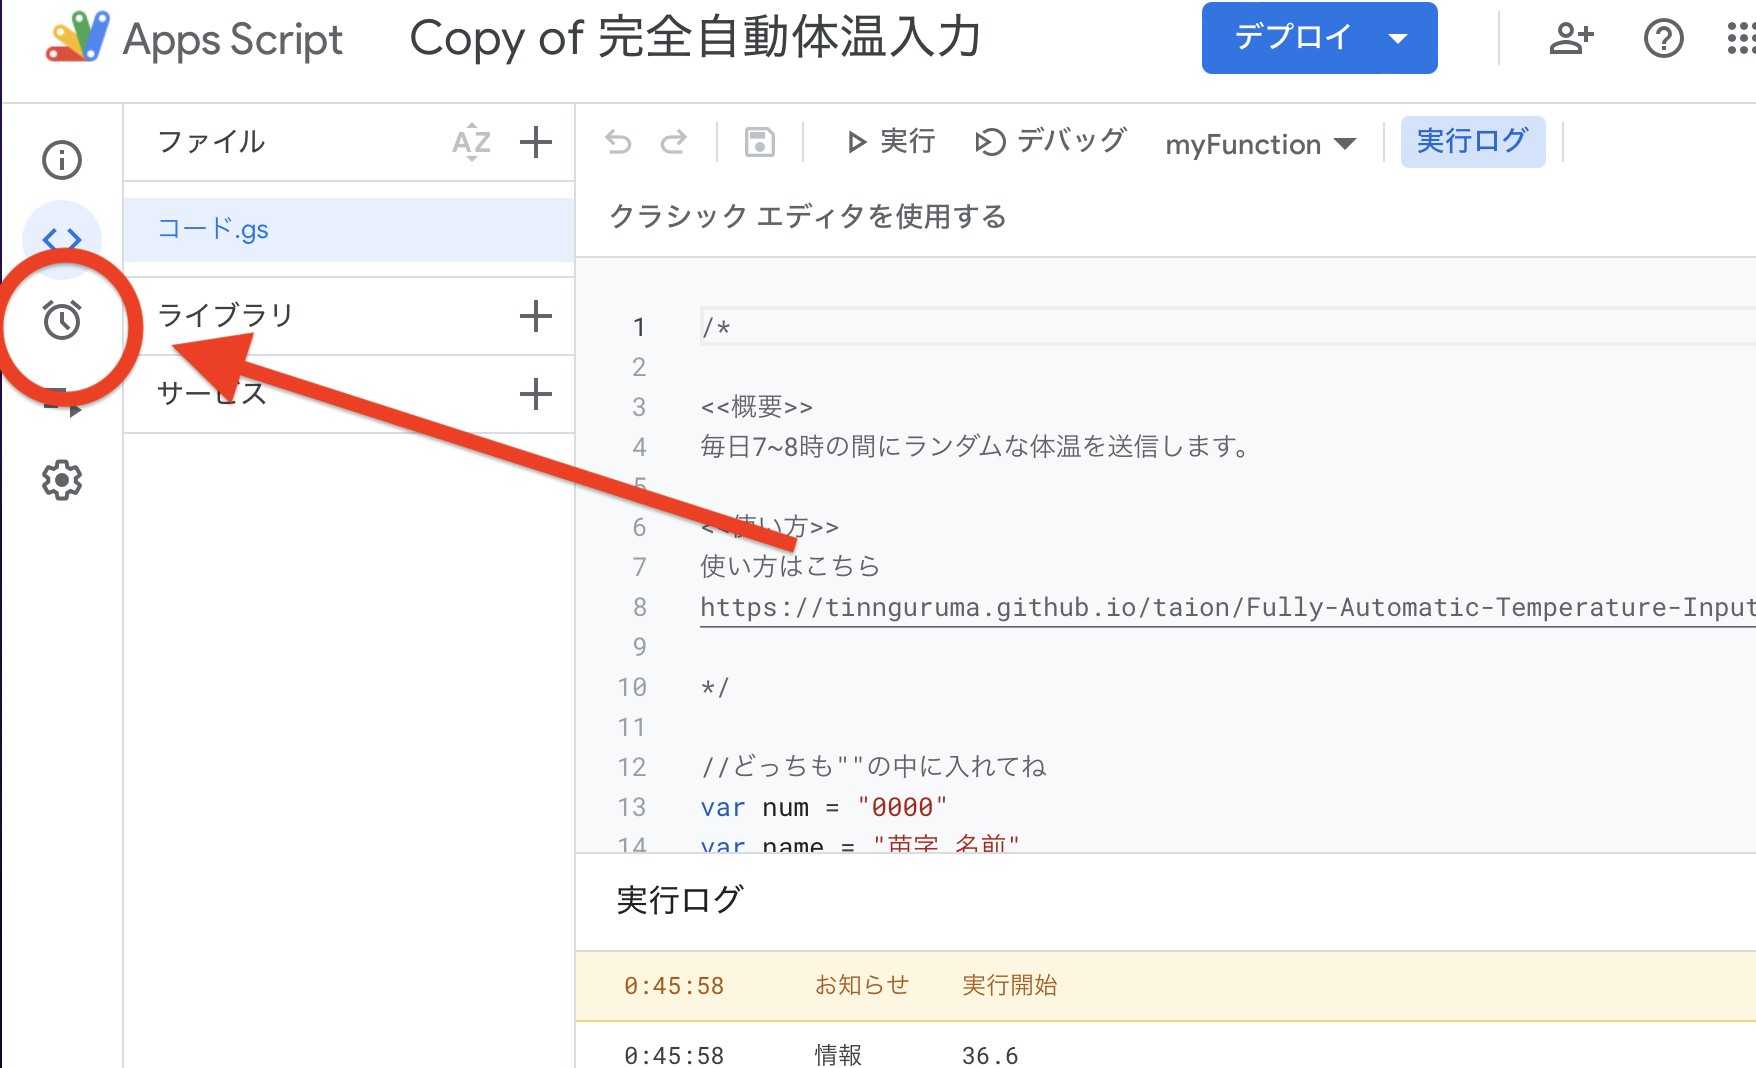 Apps Script
Copy of 完全自動体温入力
デプロイ
ファイル
AZ
実行
デバッグ
myFunction
実行ログ
コード.gs
クラシック エディタを使用する
ライブラリ
サービス
1 /*
2
3 <<概要>>
4 毎日7~8時の間にランダムな体温を送信します。
5
6 <<使い方>>
7 使い方はこちら
8 https://tinnguruma.github.io/taion/Fully-Automatic-Temperature-Input
9
10 */
11
12 //どっちも""の中に入れてね
13 var num = "0000"
14 var name = "苗字 名前"
実行ログ
0:45:58 お知らせ 実行開始
0:45:58 情報 36.6